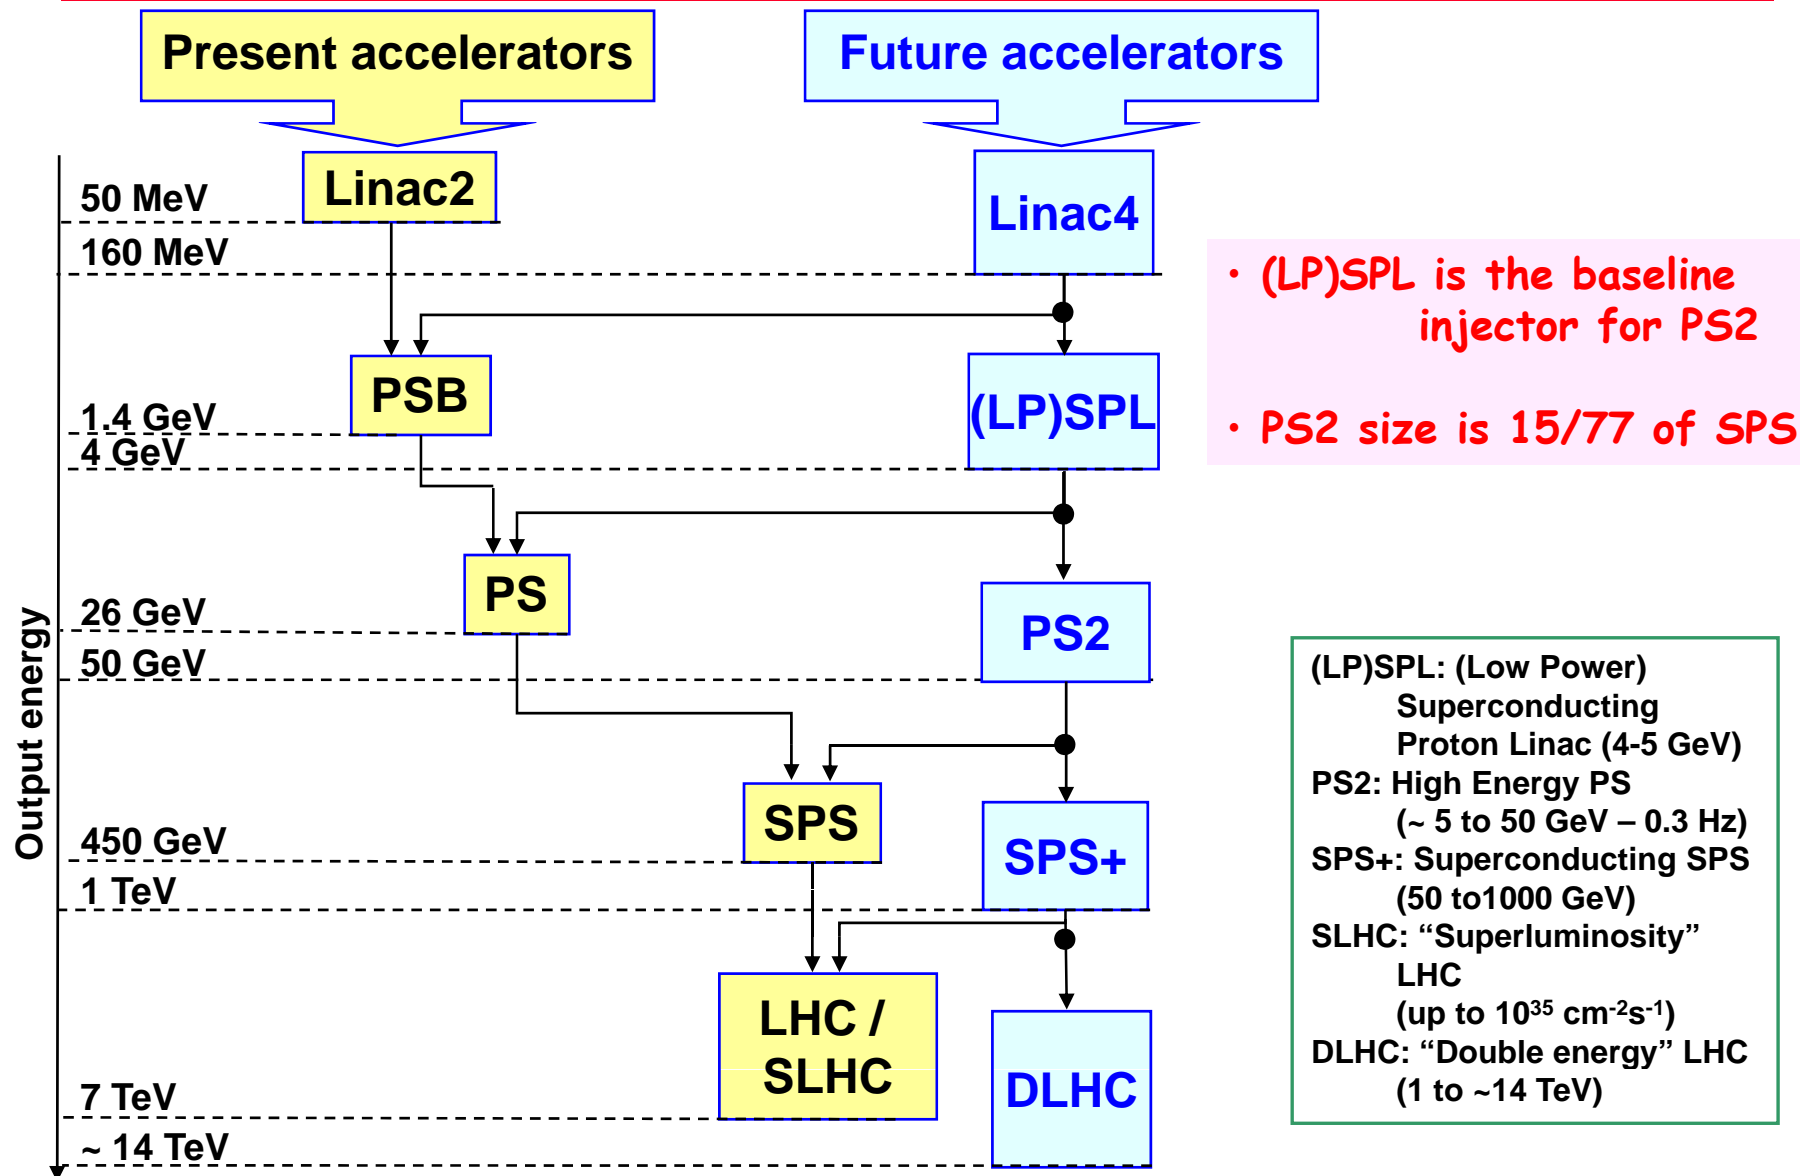 Present accelerators
Future accelerators
Linac2
50 MeV
Linac4
160 MeV
• (LP)SPL is the baseline
injector for PS2
PSB
(LP)SPL
1.4 GeV
• PS2 size is 15/77 of SPS
4 GeV
PS
26 GeV
PS2
50 GeV
Output energy
(LP)SPL: (Low Power)
Superconducting
Proton Linac (4-5 GeV)
PS2: High Energy PS
(~ 5 to 50 GeV – 0.3 Hz)
SPS+: Superconducting SPS
(50 to1000 GeV)
SLHC: “Superluminosity”
LHC
(up to 10³⁵ cm⁻²s⁻¹)
DLHC: “Double energy” LHC
(1 to ~14 TeV)
SPS
450 GeV
SPS+
1 TeV
LHC /
SLHC
DLHC
7 TeV
~ 14 TeV